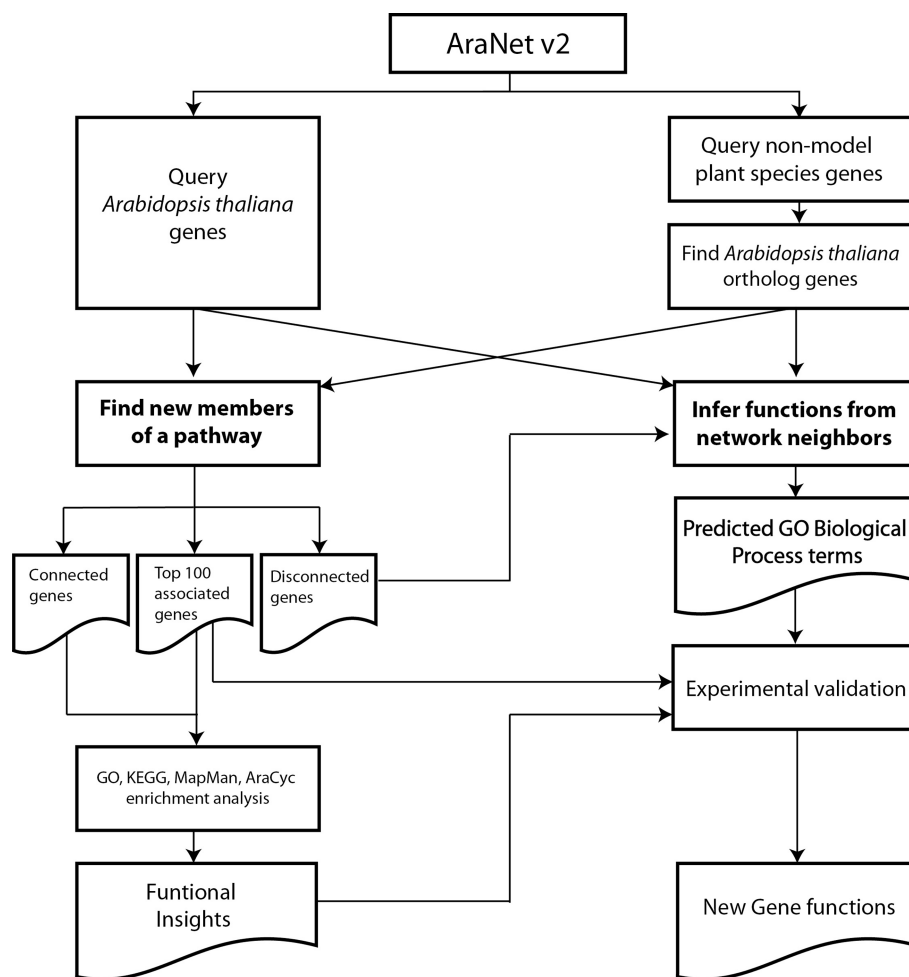 AraNet v2
Query
Arabidopsis thaliana
genes
Query non-model
plant species genes
Find Arabidopsis thaliana
ortholog genes
Find new members
of a pathway
Infer functions from
network neighbors
Connected
genes
Top 100
associated
genes
Disconnected
genes
Predicted GO Biological
Process terms
Experimental validation
GO, KEGG, MapMan, AraCyc
enrichment analysis
Funtional
Insights
New Gene functions